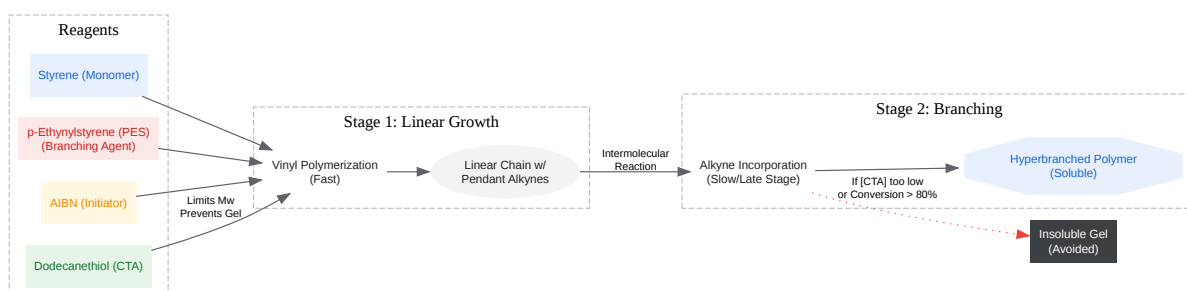 Reagents
Styrene (Monomer)
p-Ethynylstyrene (PES)
(Branching Agent)
AIBN (Initiator)
Dodecanethiol (CTA)
Limits Mw
Prevents Gel
Stage 1: Linear Growth
Vinyl Polymerization
(Fast)
Linear Chain w/
Pendant Alkynes
Intermolecular
Reaction
Stage 2: Branching
Alkyne Incorporation
(Slow/Late Stage)
If [CTA] too low
or Conversion > 80%
Hyperbranched Polymer
(Soluble)
Insoluble Gel
(Avoided)